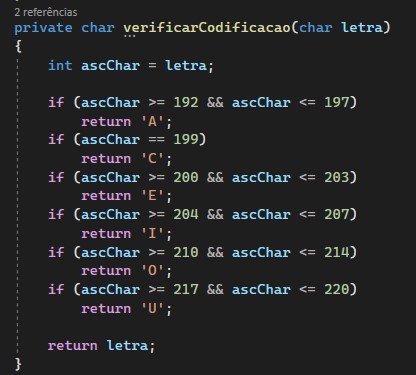 2 referências
private char verificarCodificacao(char letra)
{
    int ascChar = letra;

    if (ascChar >= 192 && ascChar <= 197)
        return 'A';
    if (ascChar == 199)
        return 'C';
    if (ascChar >= 200 && ascChar <= 203)
        return 'E';
    if (ascChar >= 204 && ascChar <= 207)
        return 'I';
    if (ascChar >= 210 && ascChar <= 214)
        return 'O';
    if (ascChar >= 217 && ascChar <= 220)
        return 'U';

    return letra;
}